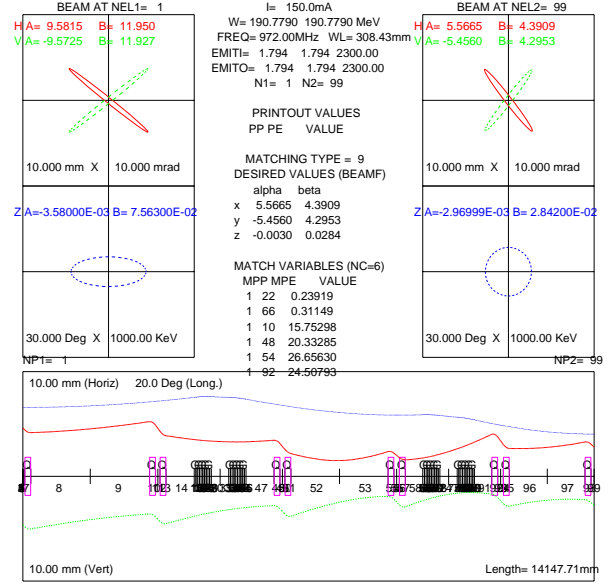 BEAM AT NEL1= 1
H A= 9.5815 B= 11.950
V A= -9.5725 B= 11.927
10.000 mm X 10.000 mrad
Z A=-3.58000E-03 B= 7.56300E-02
30.000 Deg X 1000.00 KeV
NP1= 1
I= 150.0mA
W= 190.7790 190.7790 MeV
FREQ= 972.00MHz WL= 308.43mm
EMITI= 1.794 1.794 2300.00
EMITO= 1.794 1.794 2300.00
N1= 1 N2= 99
PRINTOUT VALUES
PP PE VALUE
MATCHING TYPE = 9
DESIRED VALUES (BEAMF)
alpha beta
x 5.5665 4.3909
y -5.4560 4.2953
z -0.0030 0.0284
MATCH VARIABLES (NC=6)
MPP MPE VALUE
1 22 0.23919
1 66 0.31149
1 10 15.75298
1 48 20.33285
1 54 26.65630
1 92 24.50793
BEAM AT NEL2= 99
H A= 5.5665 B= 4.3909
V A= -5.4560 B= 4.2953
10.000 mm X 10.000 mrad
Z A=-2.96999E-03 B= 2.84200E-02
30.000 Deg X 1000.00 KeV
NP2= 99
10.00 mm (Horiz) 20.0 Deg (Long.)
8 9 14 47 52 53 96 97
10.00 mm (Vert)
Length= 14147.71mm